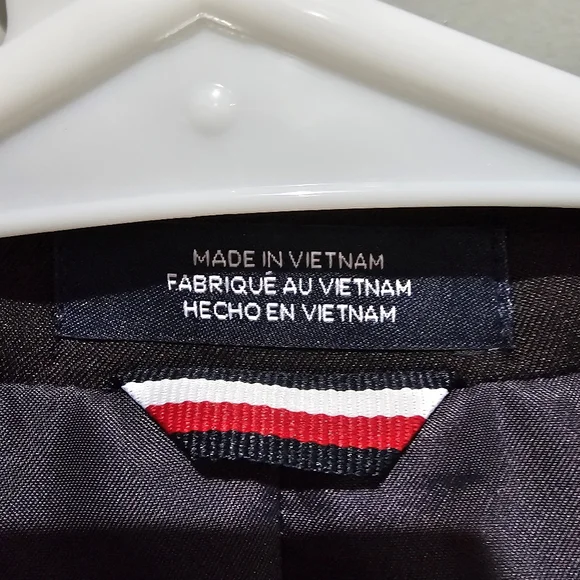 MADE IN VIETNAM
FABRIQUÉ AU VIETNAM
HECHO EN VIETNAM